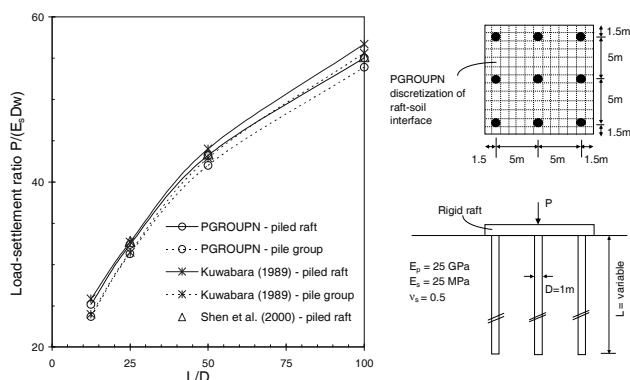 Load-settlement ratio P/(EsDw)
60
40
20
0
25
50
75
100
L/D
PGROUPN - piled raft
PGROUPN - pile group
Kuwabara (1989) - piled raft
Kuwabara (1989) - pile group
Shen et al. (2000) - piled raft
PGROUPN
discretization of
raft-soil
interface
1.5m
5m
5m
1.5m
1.5
5m
5m
1.5m
P
Rigid raft
Ep = 25 GPa
Es = 25 MPa
νs = 0.5
D=1m
L = variable